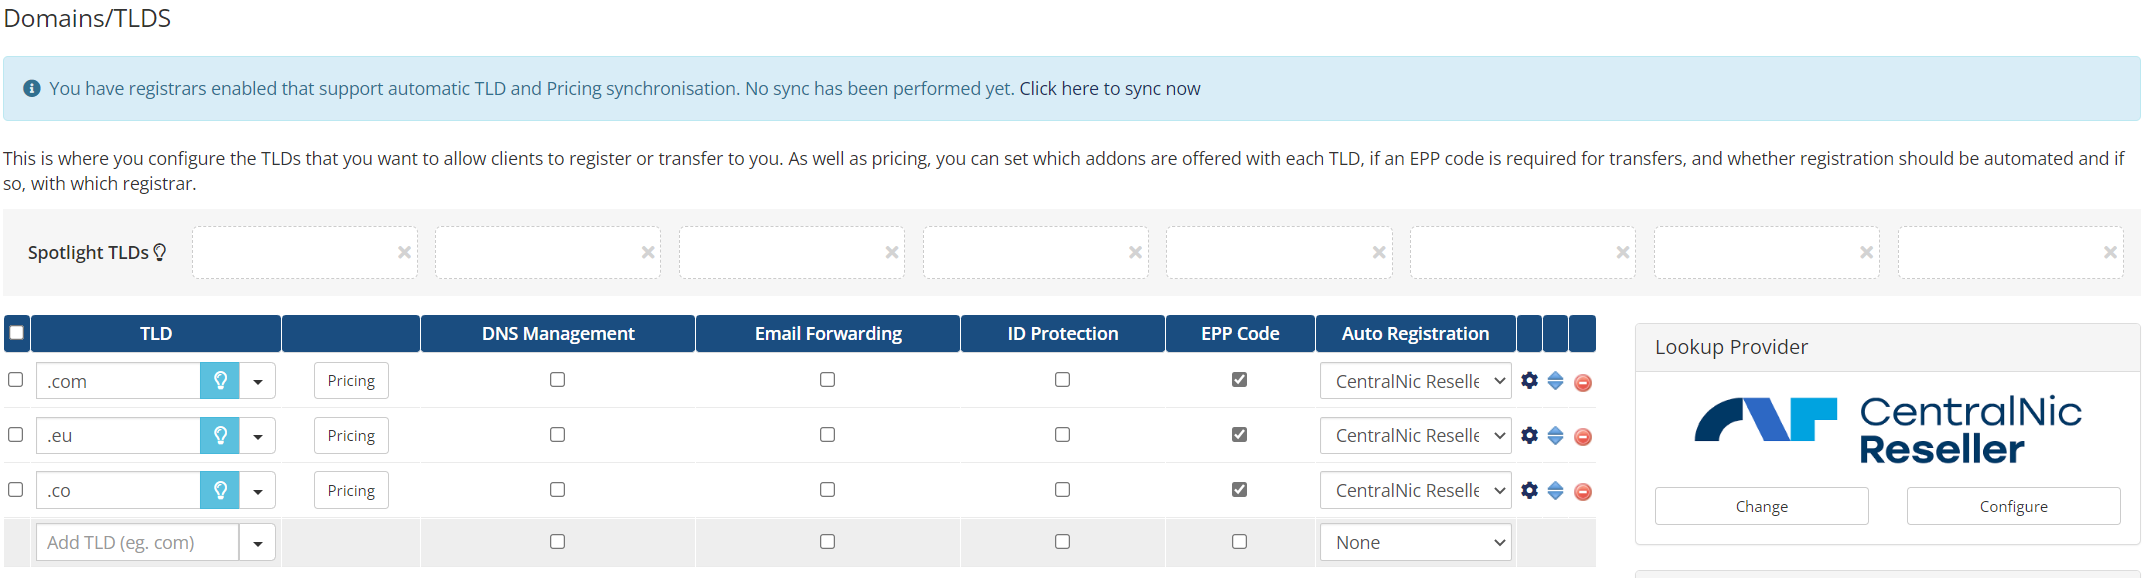 Domains/TLDS
You have registrars enabled that support automatic TLD and Pricing synchronisation. No sync has been performed yet. Click here to sync now
This is where you configure the TLDs that you want to allow clients to register or transfer to you. As well as pricing, you can set which addons are offered with each TLD, if an EPP code is required for transfers, and whether registration should be automated and if
so, with which registrar.
Spotlight TLDs
TLD DNS Management Email Forwarding ID Protection EPP Code Auto Registration
.com Pricing CentralNic Reselle
.eu Pricing CentralNic Reselle
.co Pricing CentralNic Reselle
Add TLD (eg. com) None
Lookup Provider
CentralNic
Reseller
Change Configure